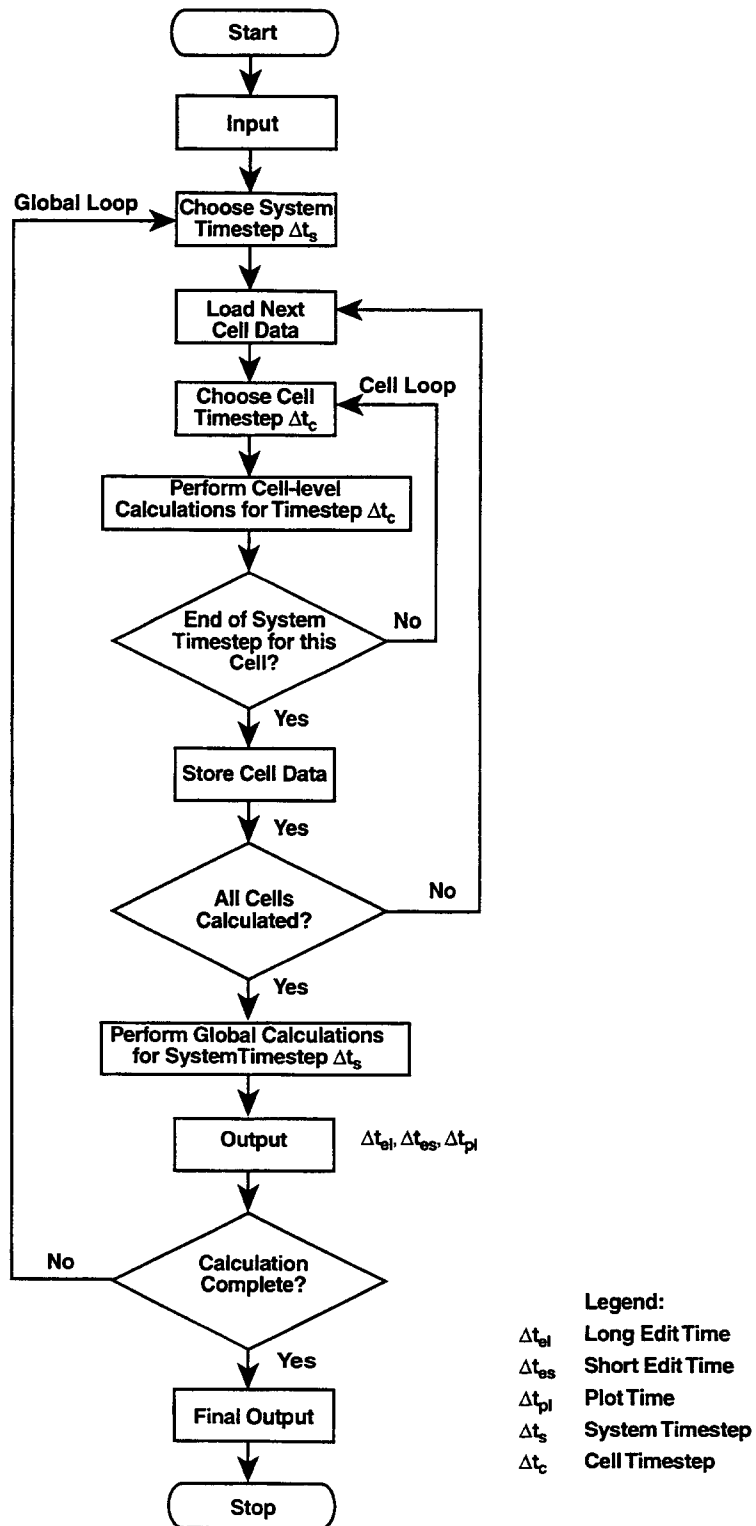 Start
Input
Global Loop
Choose System
Timestep Δts
Load Next
Cell Data
Cell Loop
Choose Cell
Timestep Δtc
Perform Cell-level
Calculations for Timestep Δtc
End of System
Timestep for this
Cell?
No
Yes
Store Cell Data
Yes
All Cells
Calculated?
No
Yes
Perform Global Calculations
for SystemTimestep Δts
Output
Δtel, Δtes, Δtpl
No
Calculation
Complete?
Yes
Final Output
Stop
Legend:
Δtel Long Edit Time
Δtes Short Edit Time
Δtpl Plot Time
Δts System Timestep
Δtc Cell Timestep